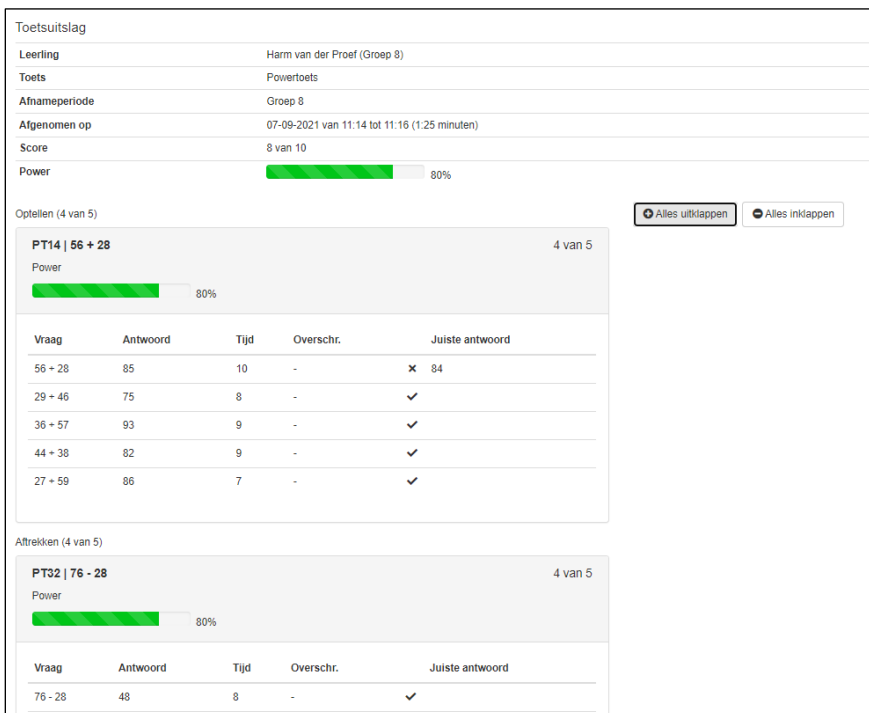 Toetsuitslag
Leerling Harm van der Proef (Groep 8)
Toets Powertoets
Afnameperiode Groep 8
Afgenomen op 07-09-2021 van 11:14 tot 11:16 (1:25 minuten)
Score 8 van 10
Power 80%
Optellen (4 van 5) Alles uitklappen Alles inklappen
PT14 | 56 + 28 4 van 5
Power
80%
Vraag Antwoord Tijd Overschr. Juiste antwoord
56 + 28 85 10 - ✕ 84
29 + 46 75 8 - ✓
36 + 57 93 9 - ✓
44 + 38 82 9 - ✓
27 + 59 86 7 - ✓
Aftrekken (4 van 5)
PT32 | 76 - 28 4 van 5
Power
80%
Vraag Antwoord Tijd Overschr. Juiste antwoord
76 - 28 48 8 - ✓